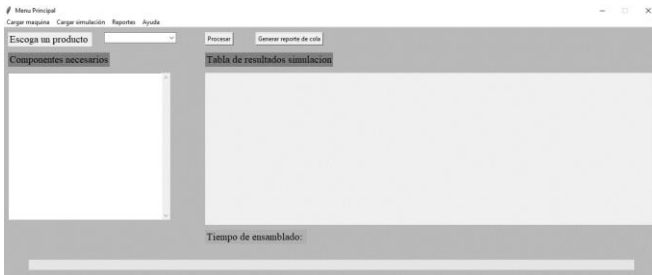 Menu Principal
Cargar maquina Cargar simulación Reportes Ayuda
Escoga un producto
Procesar
Generar reporte de cola
Componentes necesarios
Tabla de resultados simulacion
Tiempo de ensamblado: